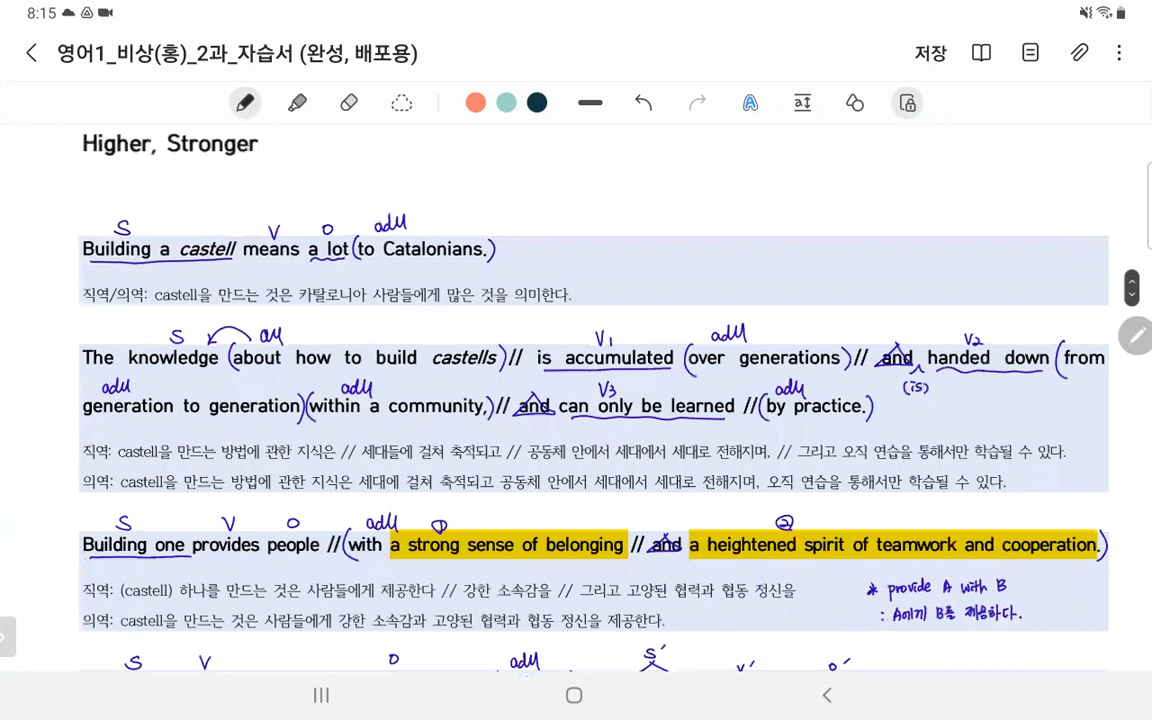 8:15
영어1_비상(홍)_2과_자습서 (완성, 배포용)
저장
Higher, Stronger
S V O adM
Building a castell means a lot (to Catalonians.)
직역/의역: castell을 만드는 것은 카탈로니아 사람들에게 많은 것을 의미한다.
S aM V1 adM V2
The knowledge (about how to build castells)// is accumulated (over generations)// and handed down (from
adM adM V3 adM (is)
generation to generation)(within a community,)// and can only be learned //(by practice.)
직역: castell을 만드는 방법에 관한 지식은 // 세대들에 걸쳐 축적되고 // 공동체 안에서 세대에서 세대로 전해지며, // 그리고 오직 연습을 통해서만 학습될 수 있다.
의역: castell을 만드는 방법에 관한 지식은 세대에 걸쳐 축적되고 공동체 안에서 세대에서 세대로 전해지며, 오직 연습을 통해서만 학습될 수 있다.
S V O adM ① ②
Building one provides people //(with a strong sense of belonging // and a heightened spirit of teamwork and cooperation.)
직역: (castell) 하나를 만드는 것은 사람들에게 제공한다 // 강한 소속감을 // 그리고 고양된 협력과 협동 정신을
* provide A with B
의역: castell을 만드는 것은 사람들에게 강한 소속감과 고양된 협력과 협동 정신을 제공한다.
: A에게 B를 제공하다.
S V O adM S' V' O'